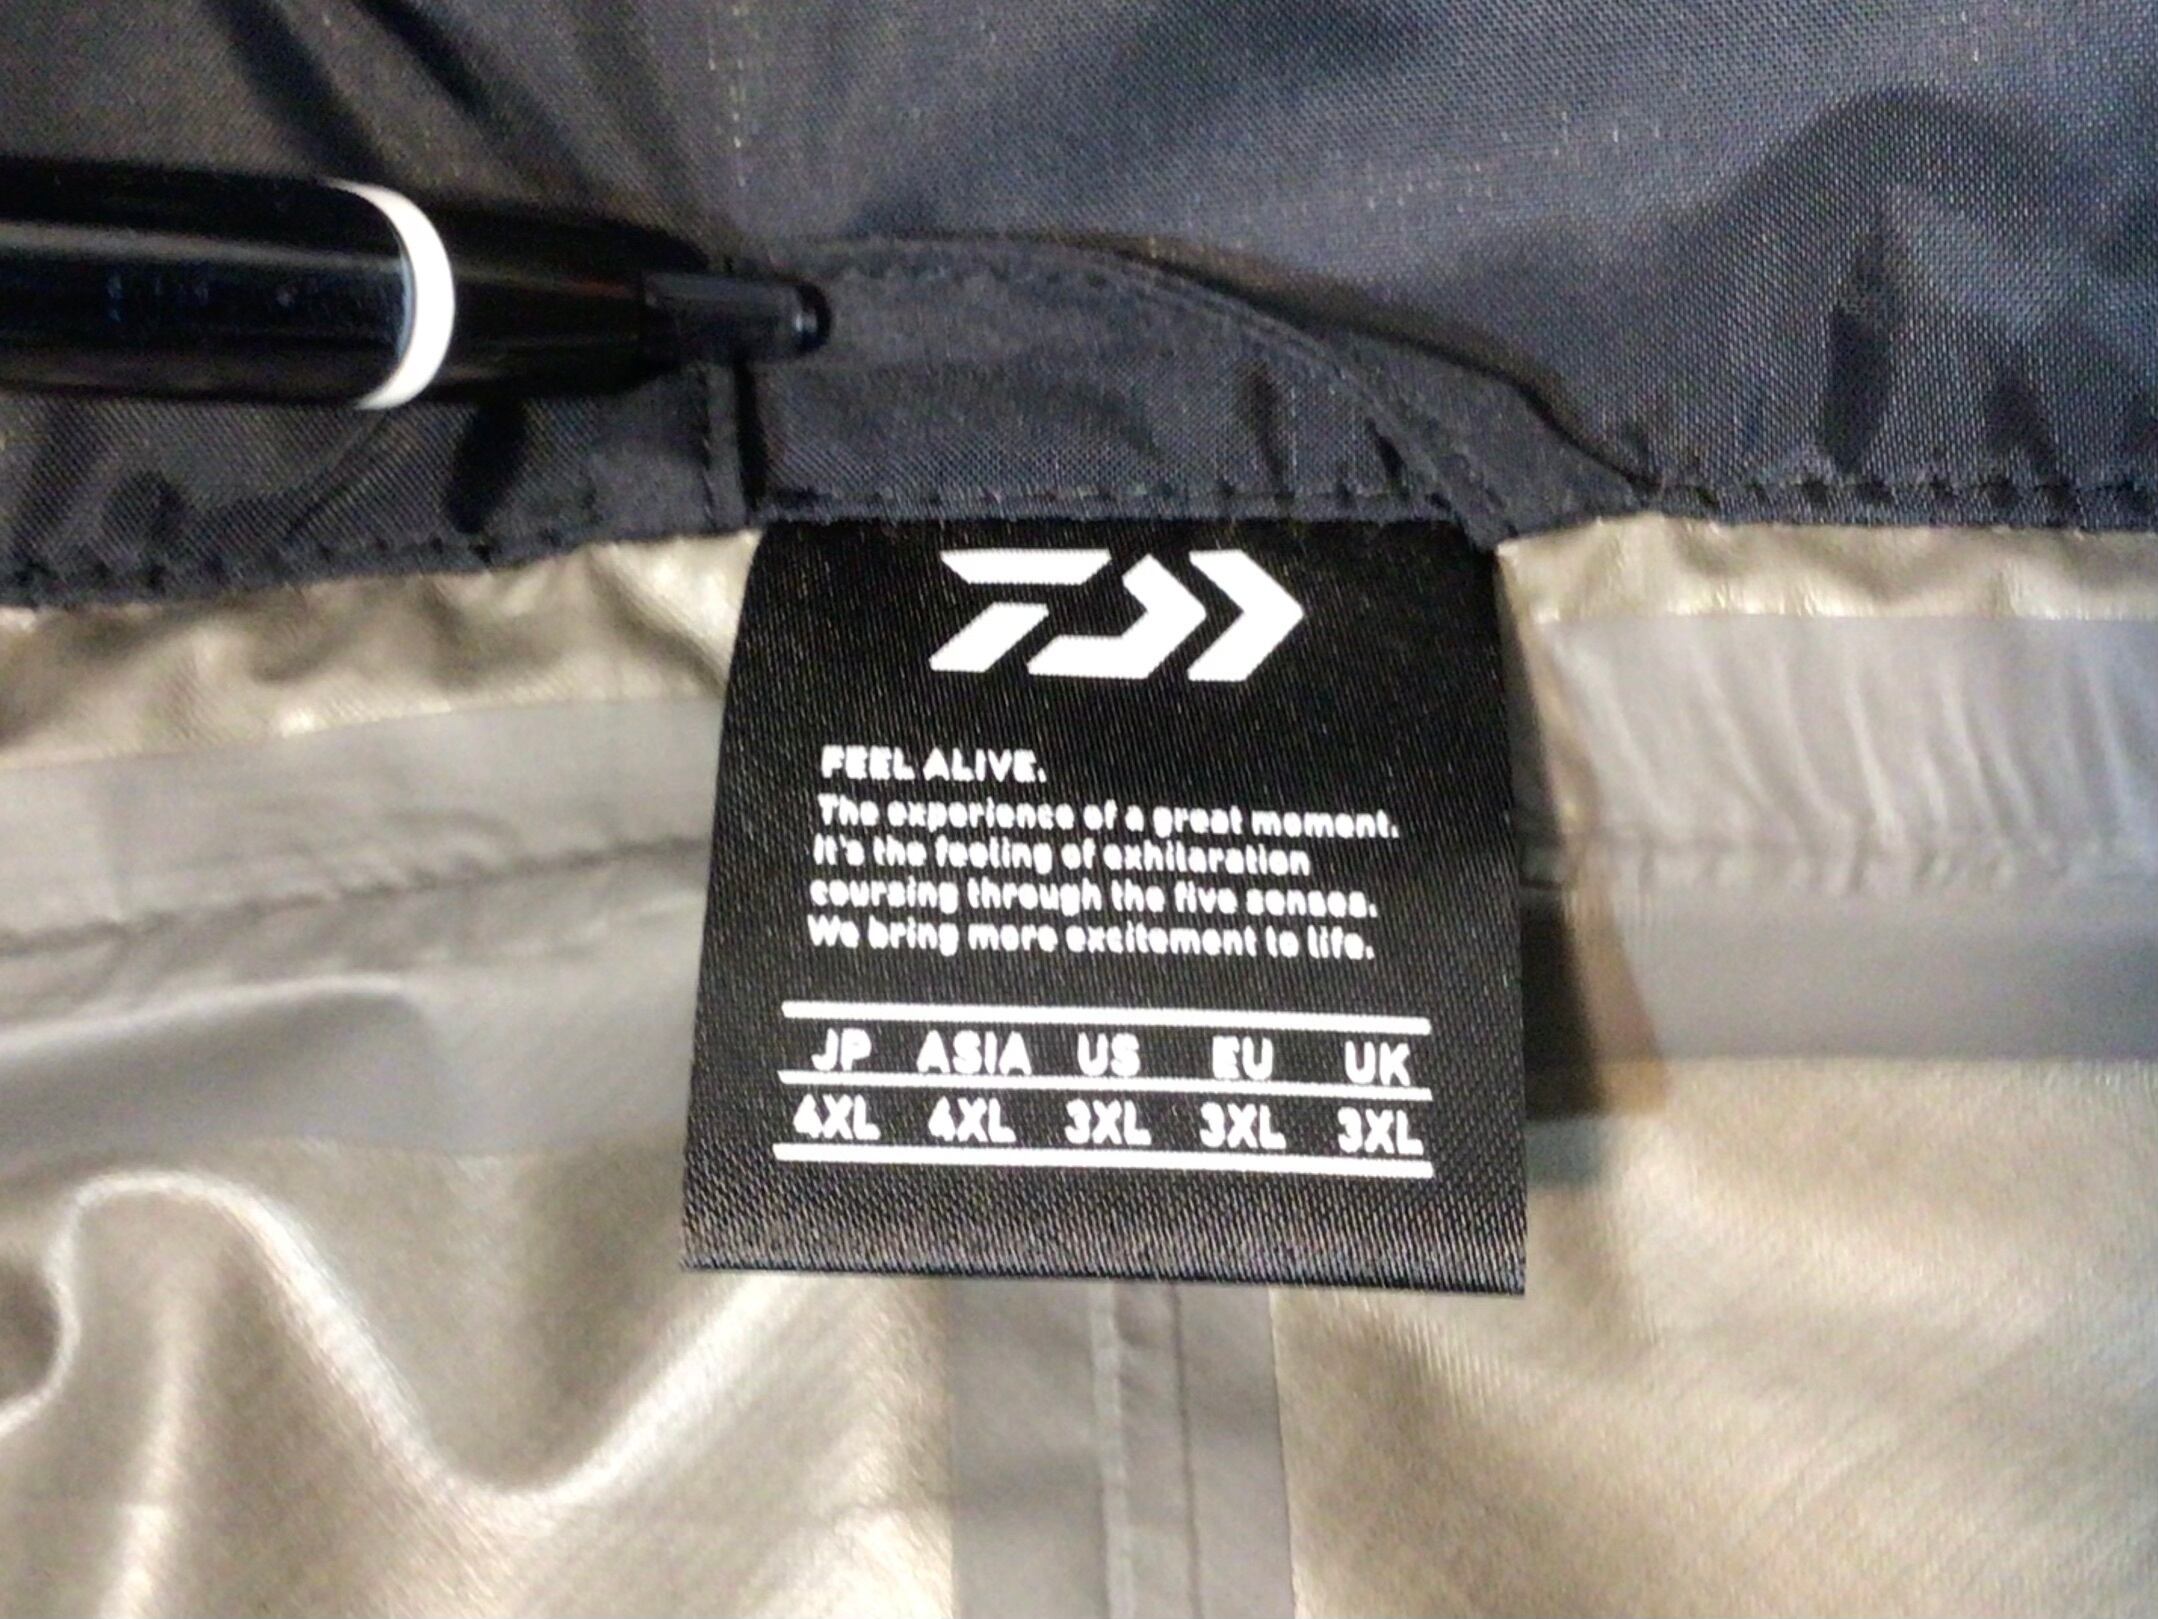 FEEL ALIVE.
The experience of a great moment.
It's the feeling of exhilaration
coursing through the five senses.
We bring more excitement to life.
JP ASIA US EU UK
4XL 4XL 3XL 3XL 3XL